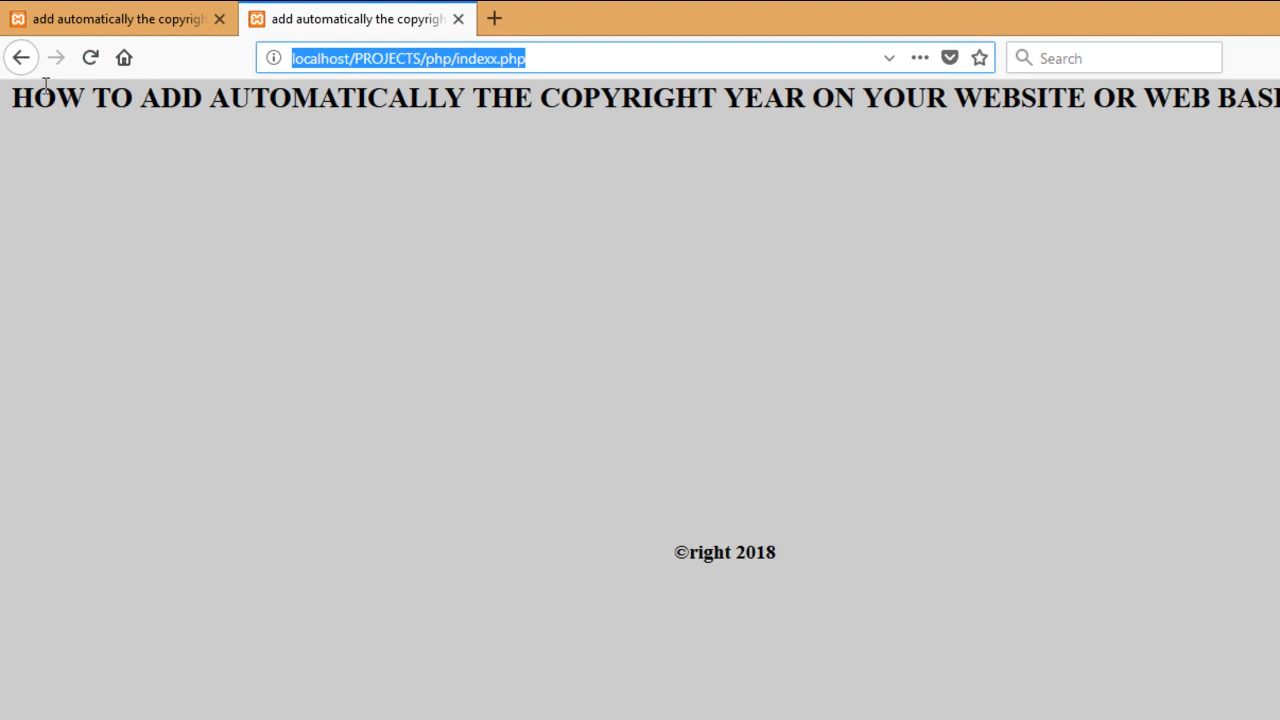 add automatically the copyrigh
add automatically the copyrigh
localhost/PROJECTS/php/indexx.php
Search
HOW TO ADD AUTOMATICALLY THE COPYRIGHT YEAR ON YOUR WEBSITE OR WEB BASE
©right 2018